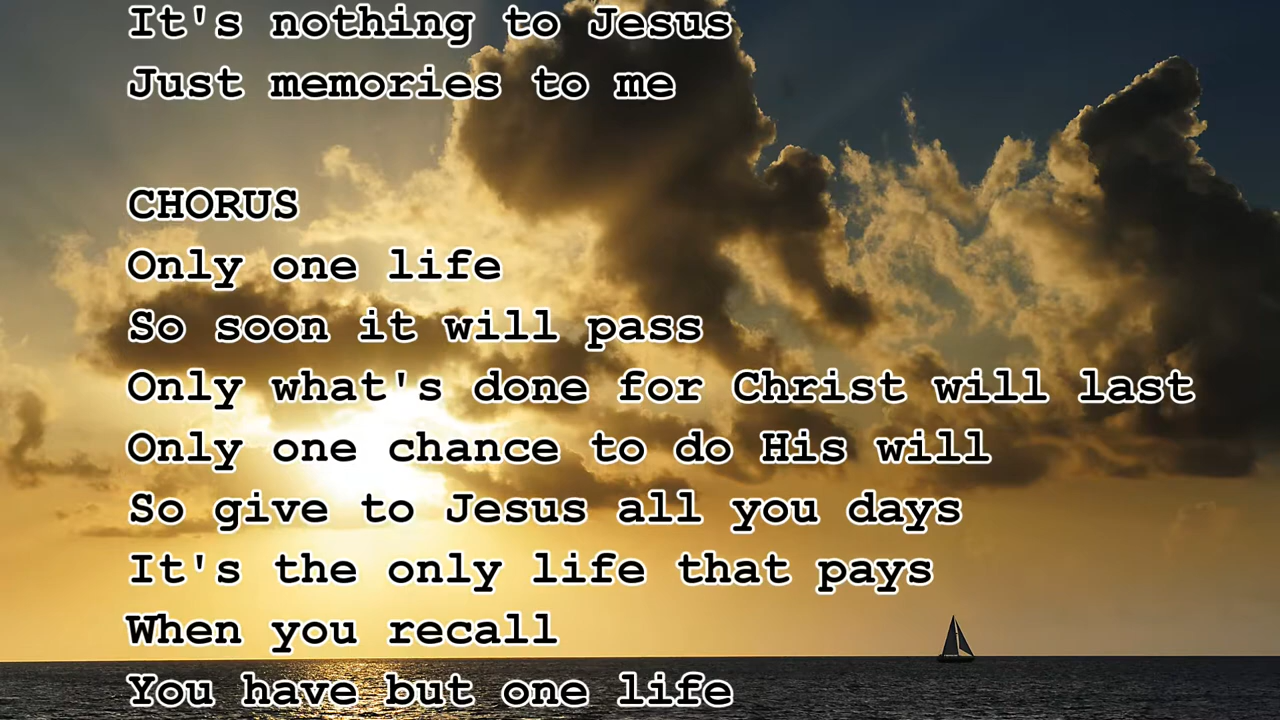 It's nothing to Jesus
Just memories to me
CHORUS
Only one life
So soon it will pass
Only what's done for Christ will last
Only one chance to do His will
So give to Jesus all you days
It's the only life that pays
When you recall
You have but one life